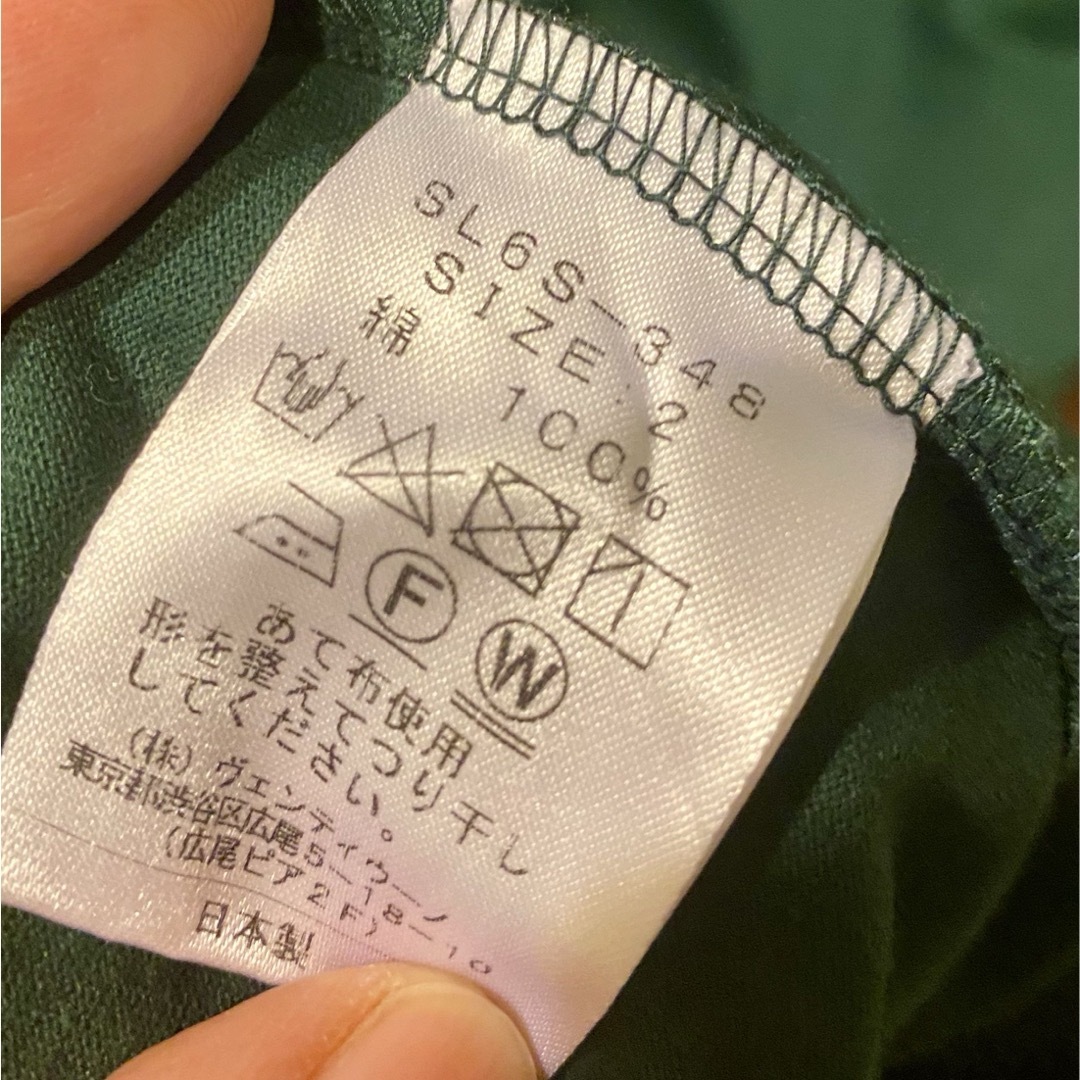 SL6S-348
SIZE:2
綿 100%
F
W
あて布使用
形を整えてつり干し
してください。
(株)ヴェンティウーノ
東京都渋谷区広尾5-18-10
(広尾ピア2F)
日本製